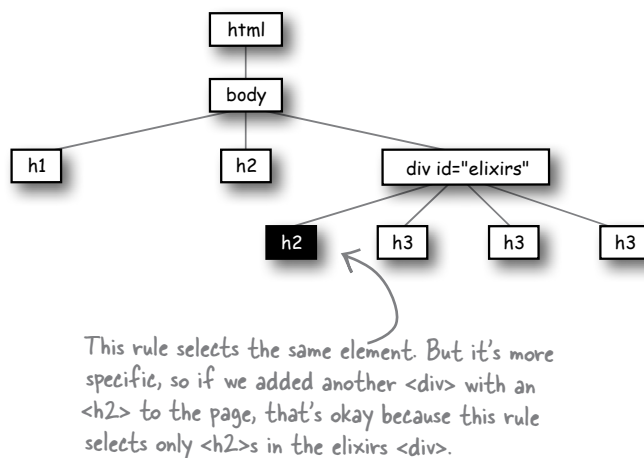 html
body
h1
h2
div id="elixirs"
h2
h3
h3
h3
This rule selects the same element. But it's more
specific, so if we added another <div> with an
<h2> to the page, that's okay because this rule
selects only <h2>s in the elixirs <div>.